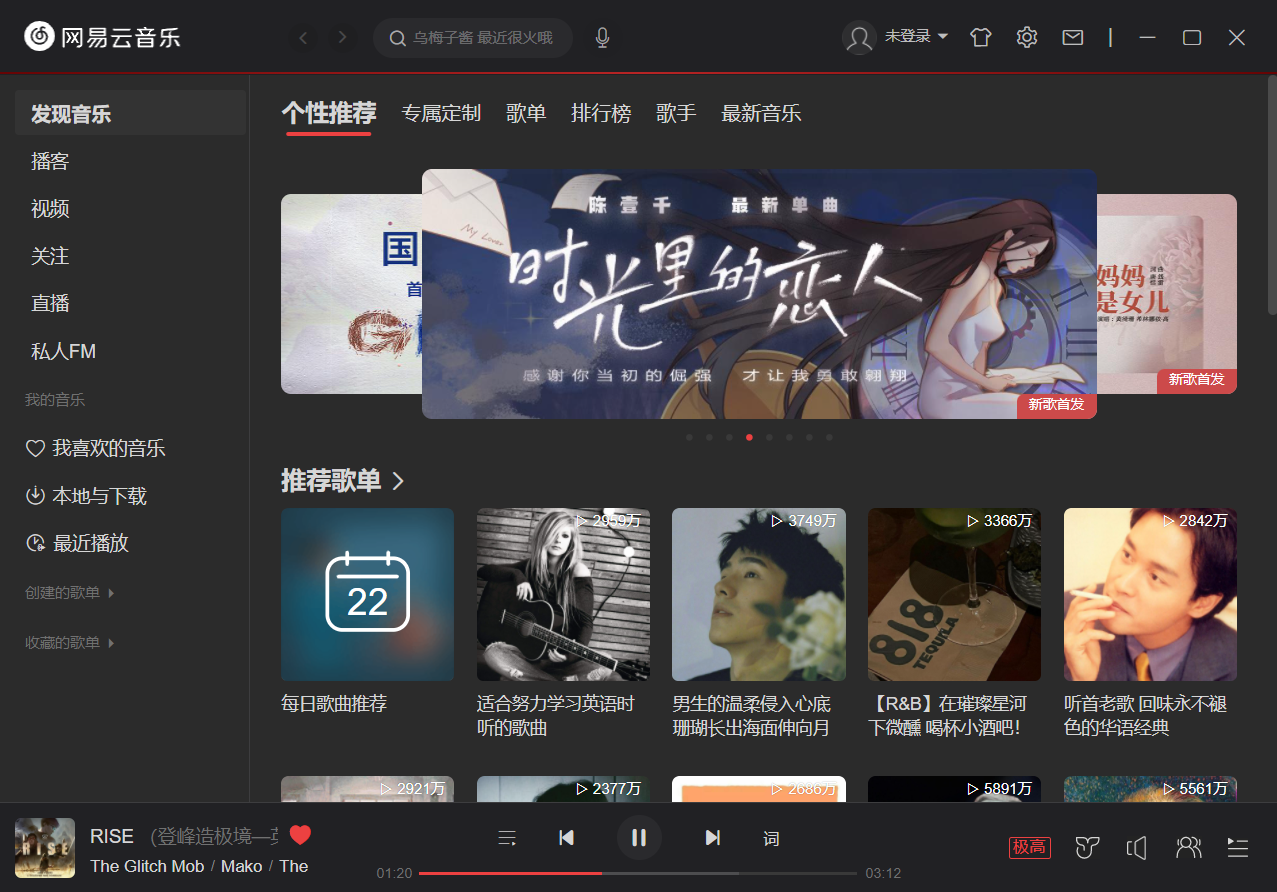 网易云音乐
乌梅子酱 最近很火哦
未登录
发现音乐
播客
视频
关注
直播
私人FM
我的音乐
我喜欢的音乐
本地与下载
最近播放
创建的歌单
收藏的歌单
个性推荐 专属定制 歌单 排行榜 歌手 最新音乐
国
首
G
My Lover
陈壹千 最新单曲
时光里的恋人
感谢你当初的倔强 才让我勇敢翱翔
新歌首发
妈妈
是女儿
新歌首发
推荐歌单
22
每日歌曲推荐
2959万
适合努力学习英语时
听的歌曲
3749万
男生的温柔侵入心底
珊瑚长出海面伸向月
3366万
818
TEQUILA
【R&B】在璀璨星河
下微醺 喝杯小酒吧!
2842万
听首老歌 回味永不褪
色的华语经典
2921万
2377万
2686万
5891万
5561万
RISE
RISE (登峰造极境—
The Glitch Mob / Mako / The
词
01:20
03:12
极高